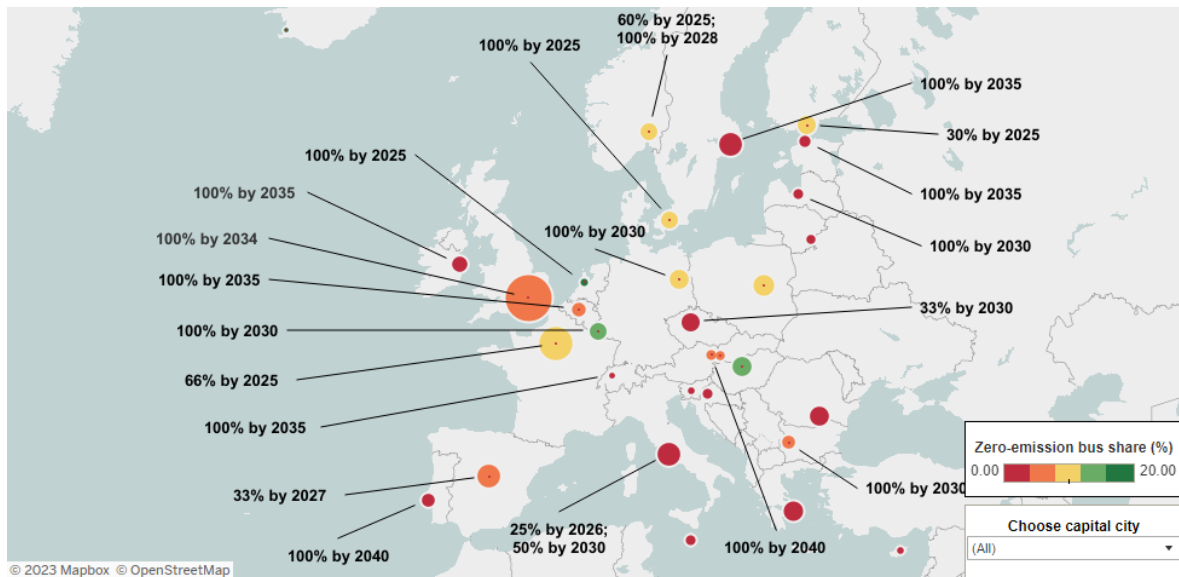 60% by 2025;
100% by 2028
100% by 2025
100% by 2035
30% by 2025
100% by 2025
100% by 2035
100% by 2035
100% by 2034
100% by 2030
100% by 2030
100% by 2035
33% by 2030
100% by 2030
66% by 2025
100% by 2035
Zero-emission bus share (%)
0.00
20.00
33% by 2027
100% by 2030
25% by 2026;
50% by 2030
100% by 2040
100% by 2040
Choose capital city
(All)
© 2023 Mapbox © OpenStreetMap